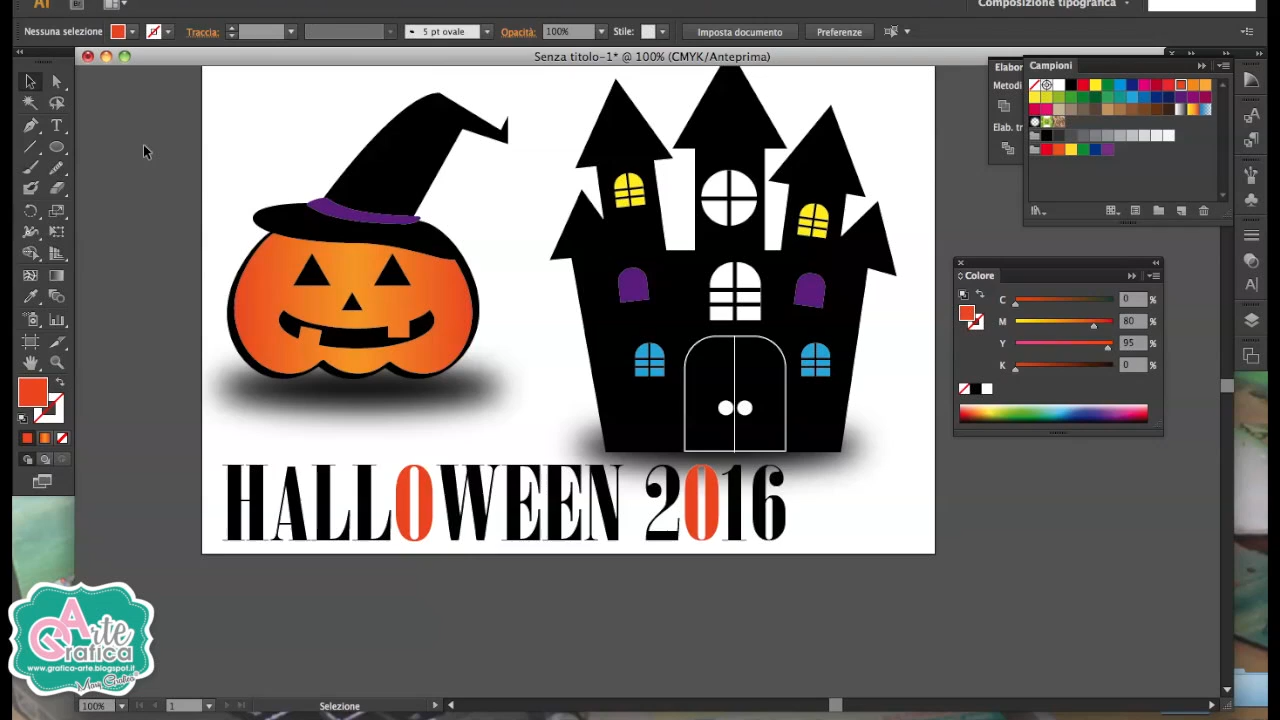 Ai
Br
Composizione tipografica
Nessuna selezione
Traccia:
5 pt ovale
Opacità:
100%
Stile:
Imposta documento
Preferenze
Senza titolo-1* @ 100% (CMYK/Anteprima)
Elabor
Metodi
Elab. tr
Campioni
Colore
C 0 %
M 80 %
Y 95 %
K 0 %
HALLOWEEN 2016
Arte
Grafica
www.grafica-arte.blogspot.it
100%
1
Selezione